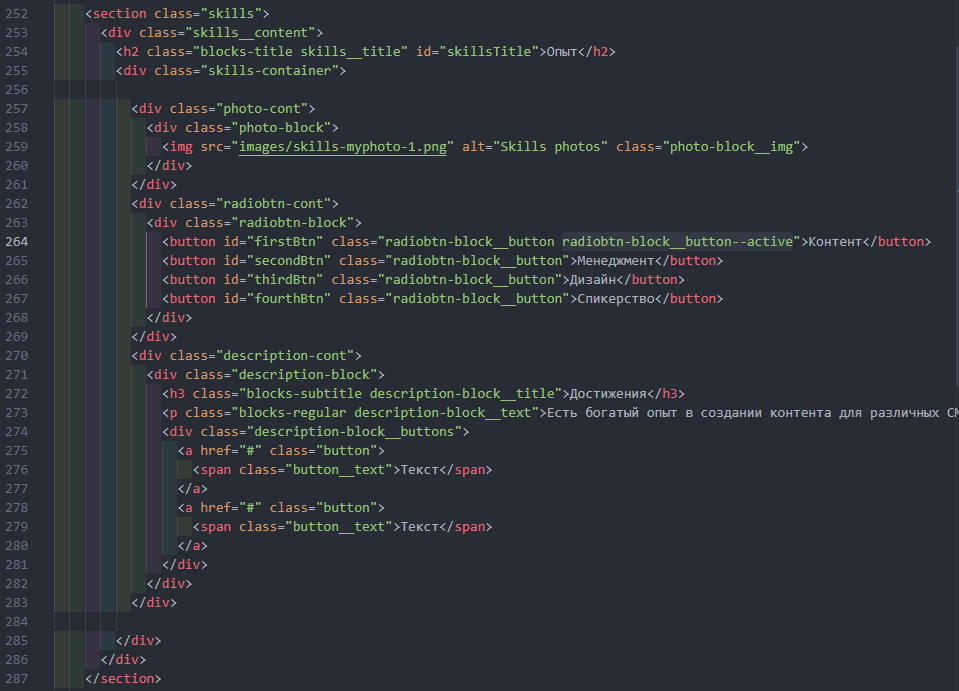 252 <section class="skills">
253 <div class="skills__content">
254 <h2 class="blocks-title skills__title" id="skillsTitle">Опыт</h2>
255 <div class="skills-container">
256
257 <div class="photo-cont">
258 <div class="photo-block">
259 <img src="images/skills-myphoto-1.png" alt="Skills photos" class="photo-block__img">
260 </div>
261 </div>
262 <div class="radiobtn-cont">
263 <div class="radiobtn-block">
264 <button id="firstBtn" class="radiobtn-block__button radiobtn-block__button--active">Контент</button>
265 <button id="secondBtn" class="radiobtn-block__button">Менеджмент</button>
266 <button id="thirdBtn" class="radiobtn-block__button">Дизайн</button>
267 <button id="fourthBtn" class="radiobtn-block__button">Спикерство</button>
268 </div>
269 </div>
270 <div class="description-cont">
271 <div class="description-block">
272 <h3 class="blocks-subtitle description-block__title">Достижения</h3>
273 <p class="blocks-regular description-block__text">Есть богатый опыт в создании контента для различных
274 <div class="description-block__buttons">
275 <a href="#" class="button">
276 <span class="button__text">Текст</span>
277 </a>
278 <a href="#" class="button">
279 <span class="button__text">Текст</span>
280 </a>
281 </div>
282 </div>
283 </div>
284
285 </div>
286 </div>
287 </section>